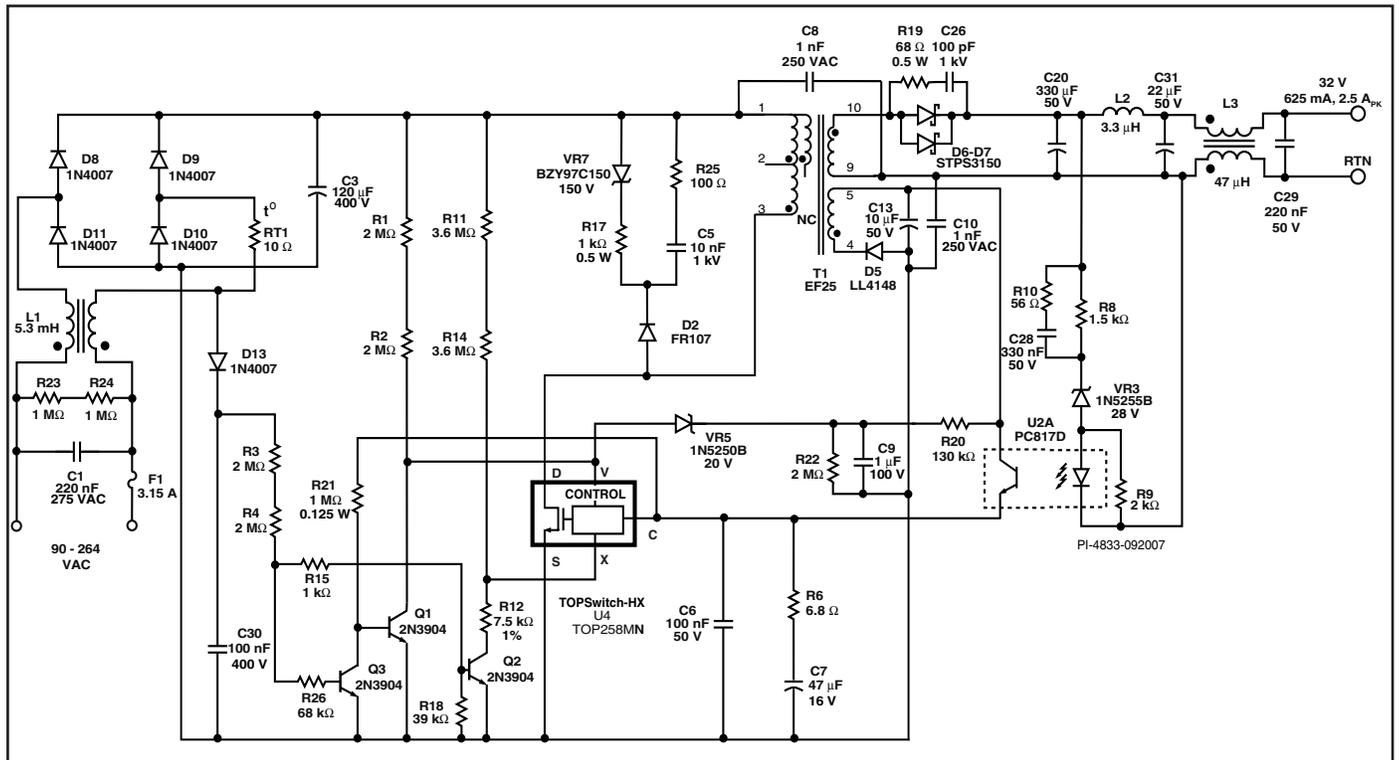 C8
1 nF
250 VAC
R19
68 Ω
0.5 W
C26
100 pF
1 kV
C20
330 μF
50 V
L2
3.3 μH
C31
22 μF
50 V
L3
47 μH
32 V
625 mA, 2.5 A PK
RTN
C29
220 nF
50 V
D6-D7
STPS3150
1
2
3
10
9
5
4
NC
T1
EF25
D8
1N4007
D9
1N4007
D11
1N4007
D10
1N4007
C3
120 μF
400 V
tO
RT1
10 Ω
VR7
BZY97C150
150 V
R25
100 Ω
R17
1 kΩ
0.5 W
C5
10 nF
1 kV
R1
2 MΩ
R11
3.6 MΩ
C13
10 μF
50 V
C10
1 nF
250 VAC
D5
LL4148
R10
56 Ω
R8
1.5 kΩ
C28
330 nF
50 V
L1
5.3 mH
D13
1N4007
R2
2 MΩ
R14
3.6 MΩ
D2
FR107
R23
1 MΩ
R24
1 MΩ
C1
220 nF
275 VAC
F1
3.15 A
90 - 264
VAC
R3
2 MΩ
R4
2 MΩ
R21
1 MΩ
0.125 W
VR5
1N5250B
20 V
R22
2 MΩ
C9
1 μF
100 V
R20
130 kΩ
U2A
PC817D
VR3
1N5255B
28 V
R9
2 kΩ
D
V
CONTROL
C
S
X
TOPSwitch-HX
U4
TOP258MN
PI-4833-092007
R15
1 kΩ
R12
7.5 kΩ
1%
C6
100 nF
50 V
R6
6.8 Ω
C7
47 μF
16 V
C30
100 nF
400 V
Q1
2N3904
Q3
2N3904
Q2
2N3904
R26
68 kΩ
R18
39 kΩ